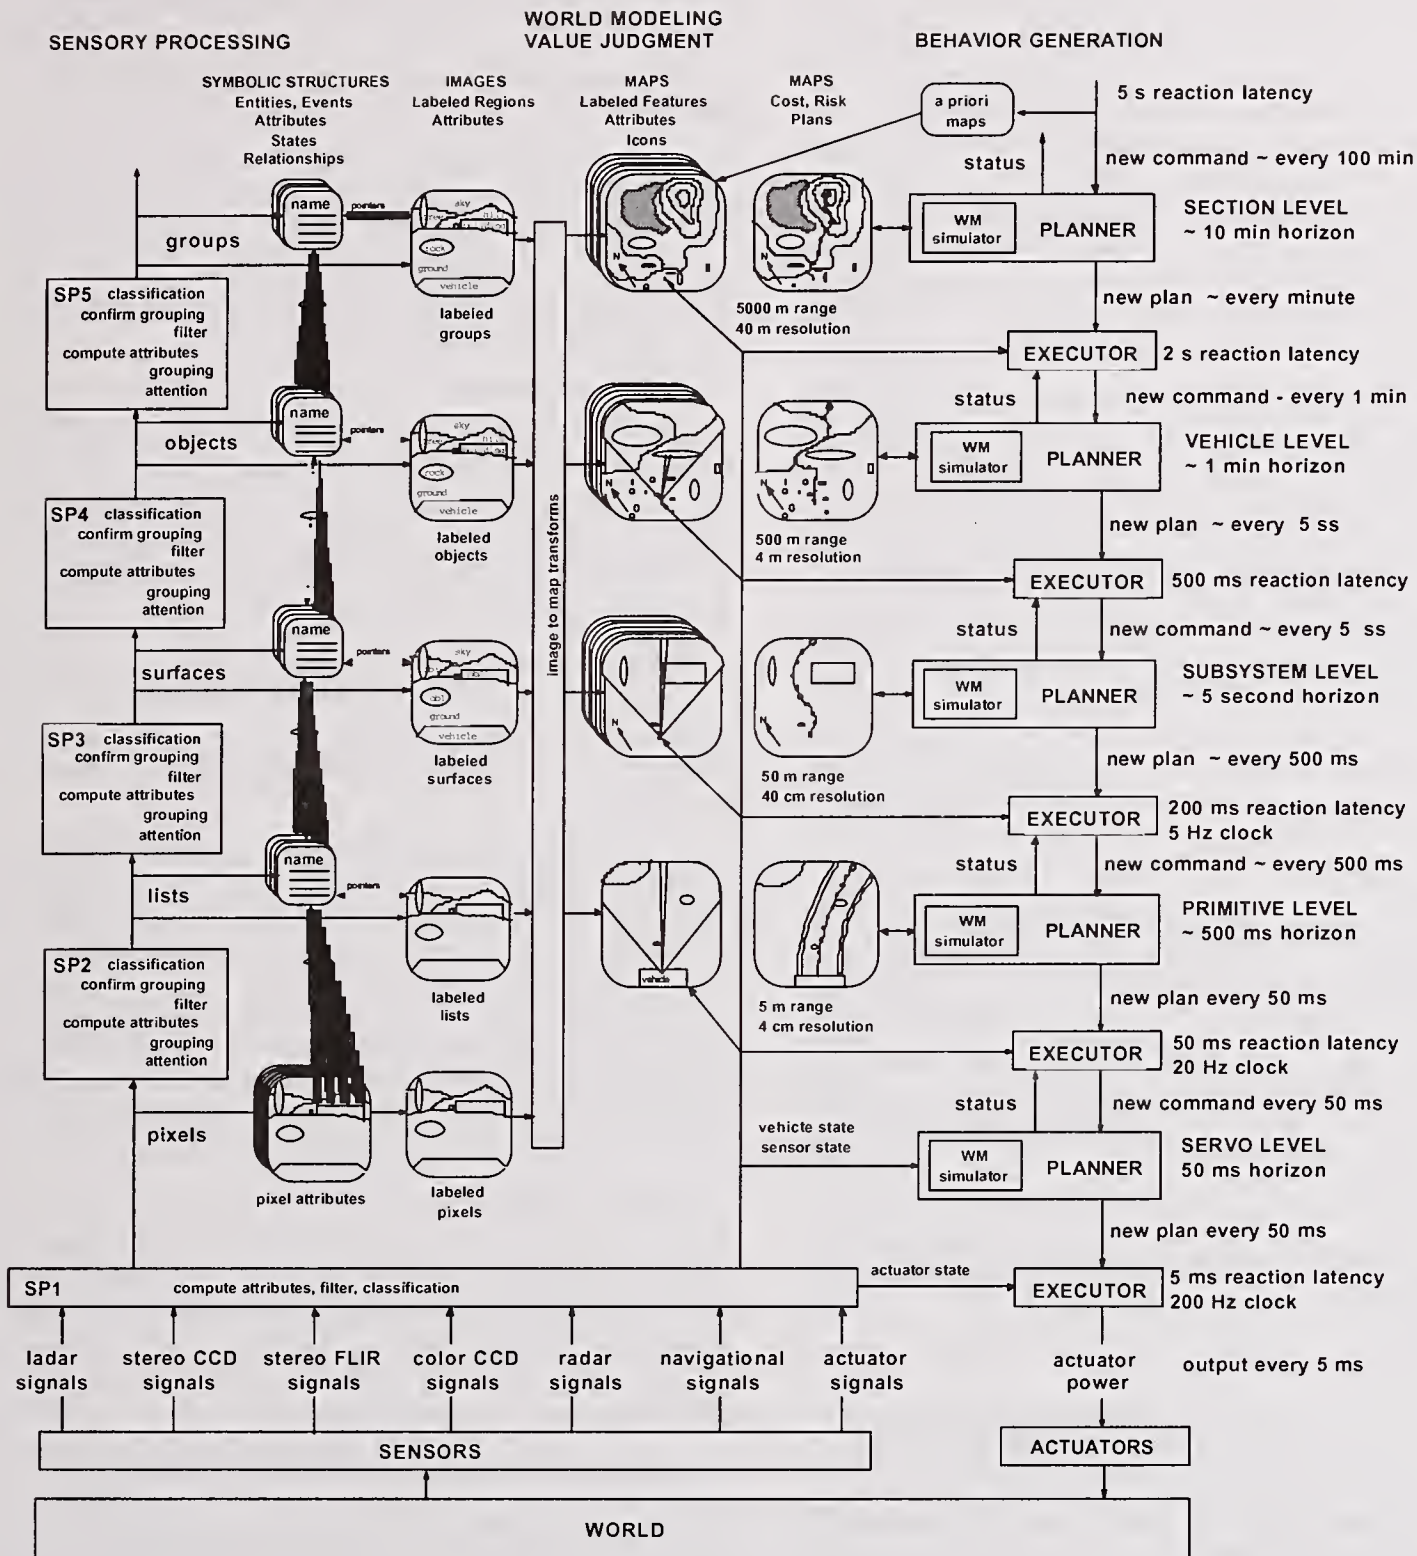 WORLD MODELING
SENSORY PROCESSING
VALUE JUDGMENT
BEHAVIOR GENERATION
SYMBOLIC STRUCTURES
Entities, Events
Attributes
States
Relationships
IMAGES
Labeled Regions
Attributes
MAPS
Labeled Features
Attributes
Icons
MAPS
Cost, Risk
Plans
a priori
maps
5 s reaction latency
status
new command ~ every 100 min
name
pointers
sky
rock
ground
vehicle
labeled
groups
groups
N
N
5000 m range
40 m resolution
WM
simulator
PLANNER
SECTION LEVEL
~ 10 min horizon
new plan ~ every minute
EXECUTOR
2 s reaction latency
SP5 classification
confirm grouping
filter
compute attributes
grouping
attention
status
new command - every 1 min
objects
name
pointers
sky
rock
ground
vehicle
labeled
objects
N
N
500 m range
4 m resolution
WM
simulator
PLANNER
VEHICLE LEVEL
~ 1 min horizon
new plan ~ every 5 ss
EXECUTOR
500 ms reaction latency
SP4 classification
confirm grouping
filter
compute attributes
grouping
attention
image to map transforms
status
new command ~ every 5 ss
surfaces
name
pointers
sky
ground
vehicle
labeled
surfaces
N
N
50 m range
40 cm resolution
WM
simulator
PLANNER
SUBSYSTEM LEVEL
~ 5 second horizon
new plan ~ every 500 ms
EXECUTOR
200 ms reaction latency
5 Hz clock
SP3 classification
confirm grouping
filter
compute attributes
grouping
attention
status
new command ~ every 500 ms
lists
name
pointers
labeled
lists
vehicle
5 m range
4 cm resolution
WM
simulator
PLANNER
PRIMITIVE LEVEL
~ 500 ms horizon
new plan every 50 ms
EXECUTOR
50 ms reaction latency
20 Hz clock
SP2 classification
confirm grouping
filter
compute attributes
grouping
attention
status
new command every 50 ms
pixels
pixel attributes
labeled
pixels
vehicte state
sensor state
WM
simulator
PLANNER
SERVO LEVEL
50 ms horizon
new plan every 50 ms
SP1 compute attributes, filter, classification
actuator state
EXECUTOR
5 ms reaction latency
200 Hz clock
ladar
signals
stereo CCD
signals
stereo FLIR
signals
color CCD
signals
radar
signals
navigational
signals
actuator
signals
actuator
power
output every 5 ms
SENSORS
ACTUATORS
WORLD